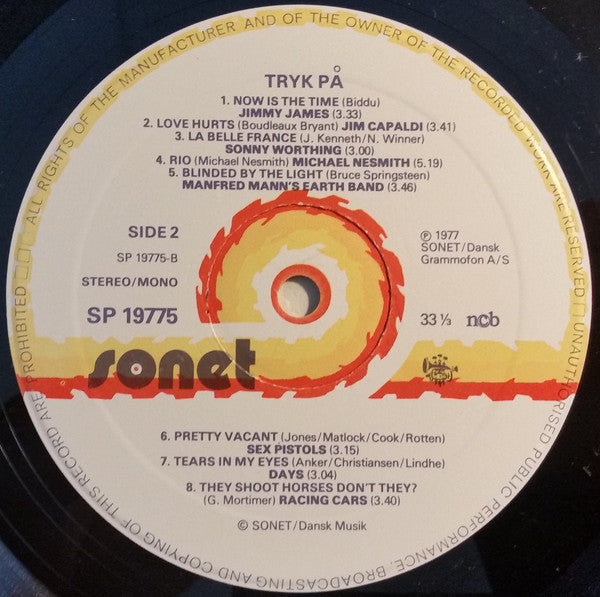 ALL RIGHTS OF THE MANUFACTURER AND OF THE OWNER OF THE RECORDED WORK ARE RESERVED
UNAUTHORISED PUBLIC PERFORMANCE, BROADCASTING AND COPYING OF THIS RECORD ARE PROHIBITED
TRYK PÅ
1. NOW IS THE TIME (Biddu)
JIMMY JAMES (3.33)
2. LOVE HURTS (Boudleaux Bryant) JIM CAPALDI (3.41)
3. LA BELLE FRANCE (J. Kenneth/N. Winner)
SONNY WORTHING (3.00)
4. RIO (Michael Nesmith) MICHAEL NESMITH (5.19)
5. BLINDED BY THE LIGHT (Bruce Springsteen)
MANFRED MANN'S EARTH BAND (3.46)
SIDE 2
SP 19775-B
STEREO/MONO
SP 19775
℗ 1977
SONET/Dansk
Grammofon A/S
33 ⅓ ncb
sonet
6. PRETTY VACANT (Jones/Matlock/Cook/Rotten)
SEX PISTOLS (3.15)
7. TEARS IN MY EYES (Anker/Christiansen/Lindhe)
DAYS (3.04)
8. THEY SHOOT HORSES DON'T THEY?
(G. Mortimer) RACING CARS (3.40)
© SONET/Dansk Musik